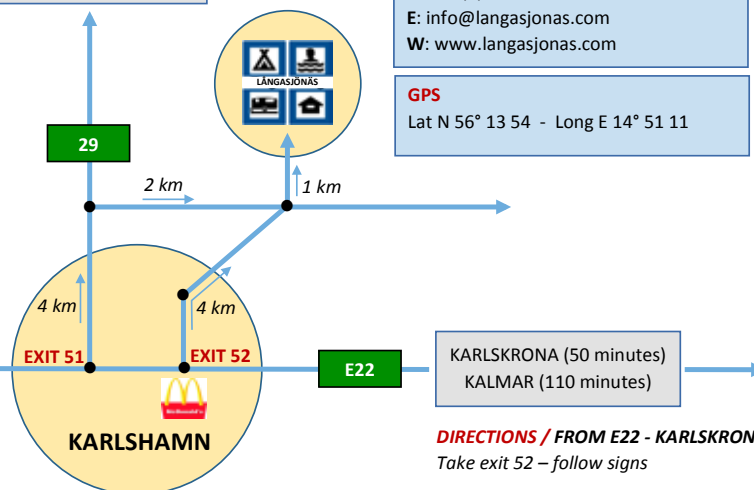 E: info@langasjonas.com
W: www.langasjonas.com
LÅNGASJÖNÄS
GPS
Lat N 56° 13 54 - Long E 14° 51 11
29
2 km
1 km
4 km
4 km
EXIT 51
EXIT 52
E22
KARLSKRONA (50 minutes)
KALMAR (110 minutes)
McDonald's
KARLSHAMN
DIRECTIONS / FROM E22 - KARLSKRON
Take exit 52 – follow signs